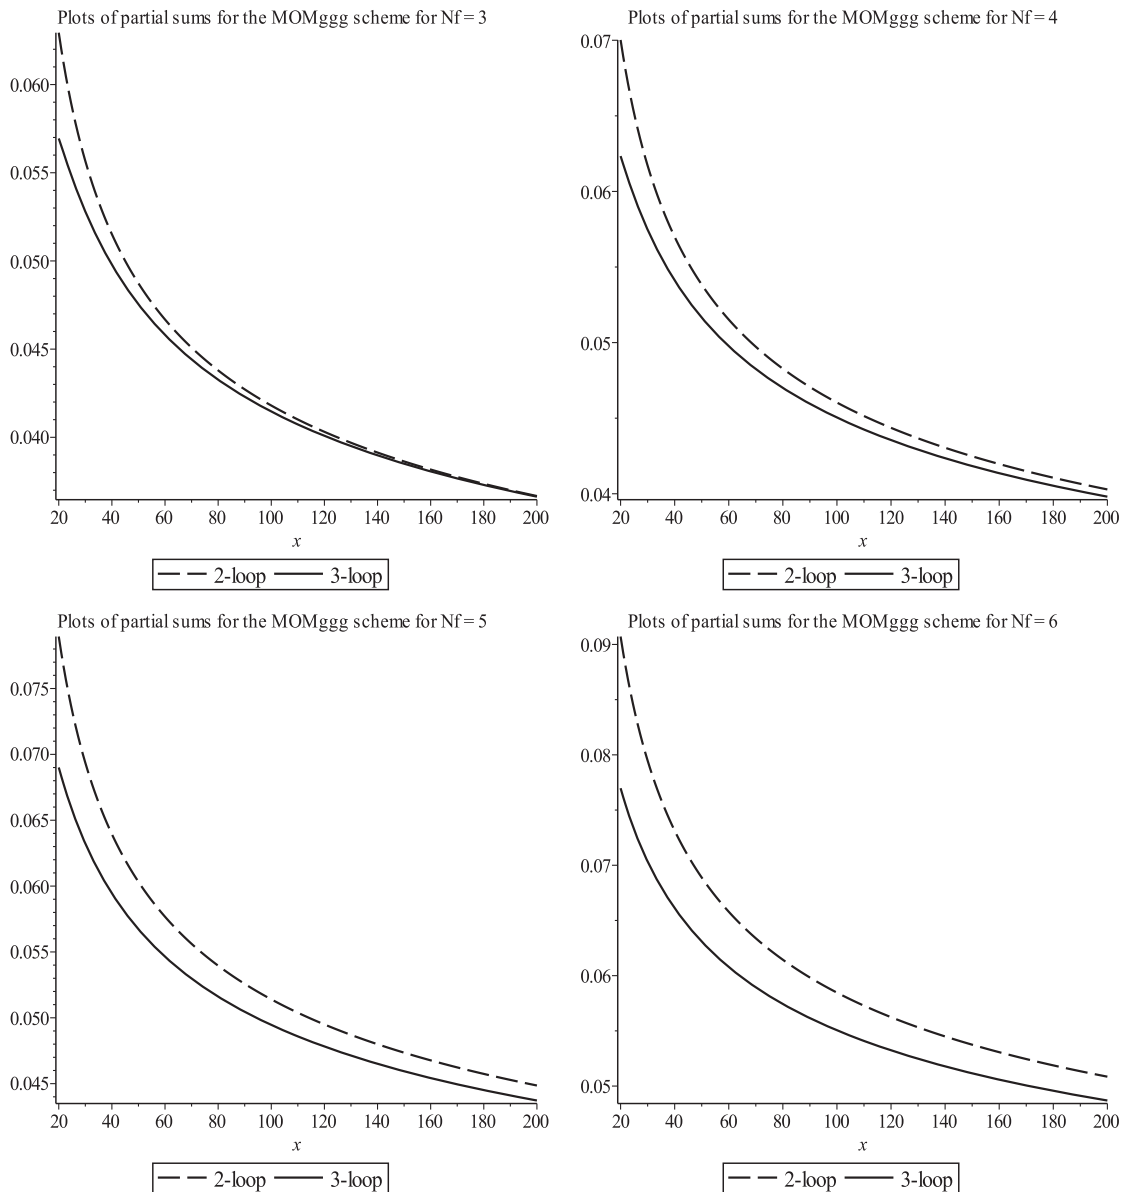 Plots of partial sums for the MOMggg scheme for Nf = 3
0.060
0.055
0.050
0.045
0.040
20 40 60 80 100 120 140 160 180 200
x
2-loop 3-loop
Plots of partial sums for the MOMggg scheme for Nf = 4
0.07
0.06
0.05
0.04
20 40 60 80 100 120 140 160 180 200
x
2-loop 3-loop
Plots of partial sums for the MOMggg scheme for Nf = 5
0.075
0.070
0.065
0.060
0.055
0.050
0.045
20 40 60 80 100 120 140 160 180 200
x
2-loop 3-loop
Plots of partial sums for the MOMggg scheme for Nf = 6
0.09
0.08
0.07
0.06
0.05
20 40 60 80 100 120 140 160 180 200
x
2-loop 3-loop